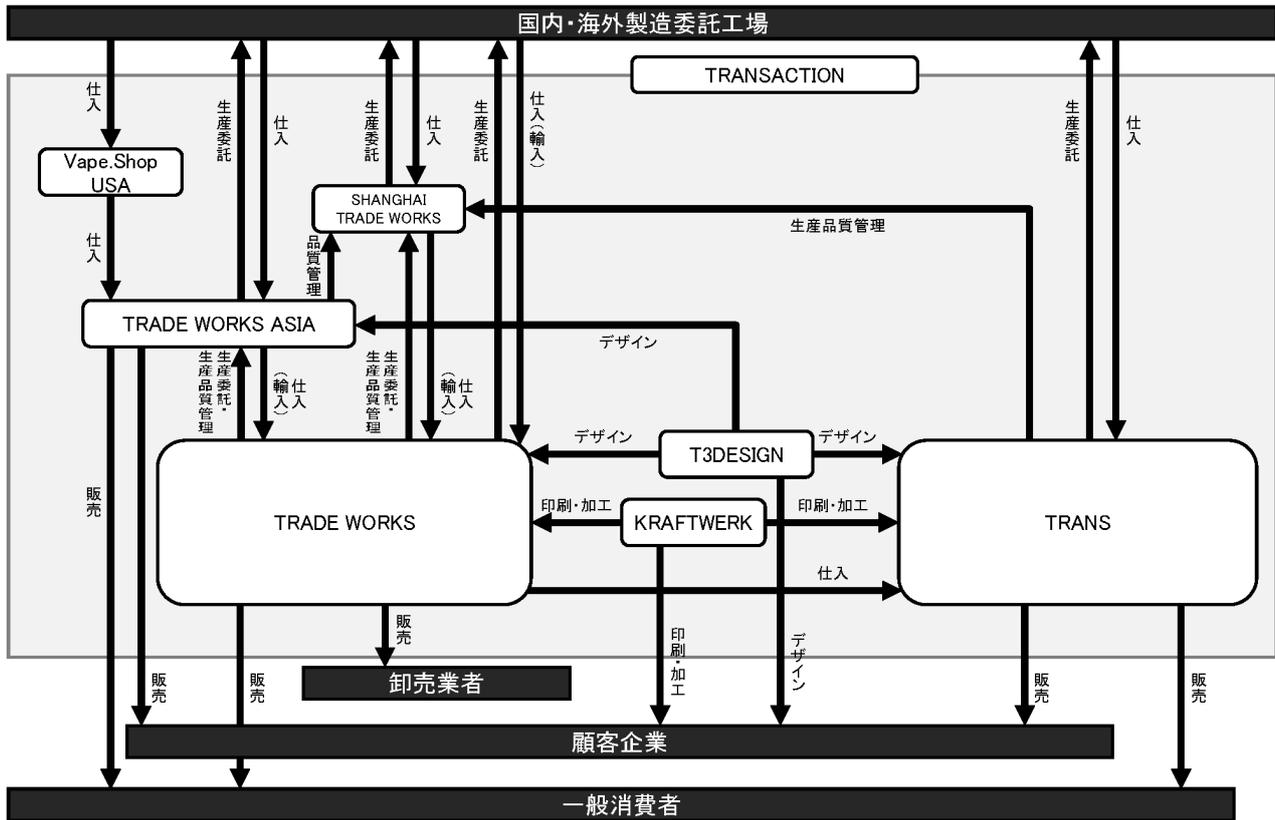 国内・海外製造委託工場
TRANSACTION
仕入
生産委託
仕入
生産委託
仕入
生産委託
仕入(輸入)
生産委託
仕入
Vape.Shop
USA
SHANGHAI
TRADE WORKS
生産品質管理
仕入
品質管理
TRADE WORKS ASIA
デザイン
生産委託・
生産品質管理
仕入
(輸入)
生産委託・
生産品質管理
仕入
(輸入)
デザイン
T3DESIGN
デザイン
販売
TRADE WORKS
印刷・加工
KRAFTWERK
印刷・加工
TRANS
仕入
販売
印刷・加工
デザイン
卸売業者
販売
販売
販売
販売
顧客企業
一般消費者